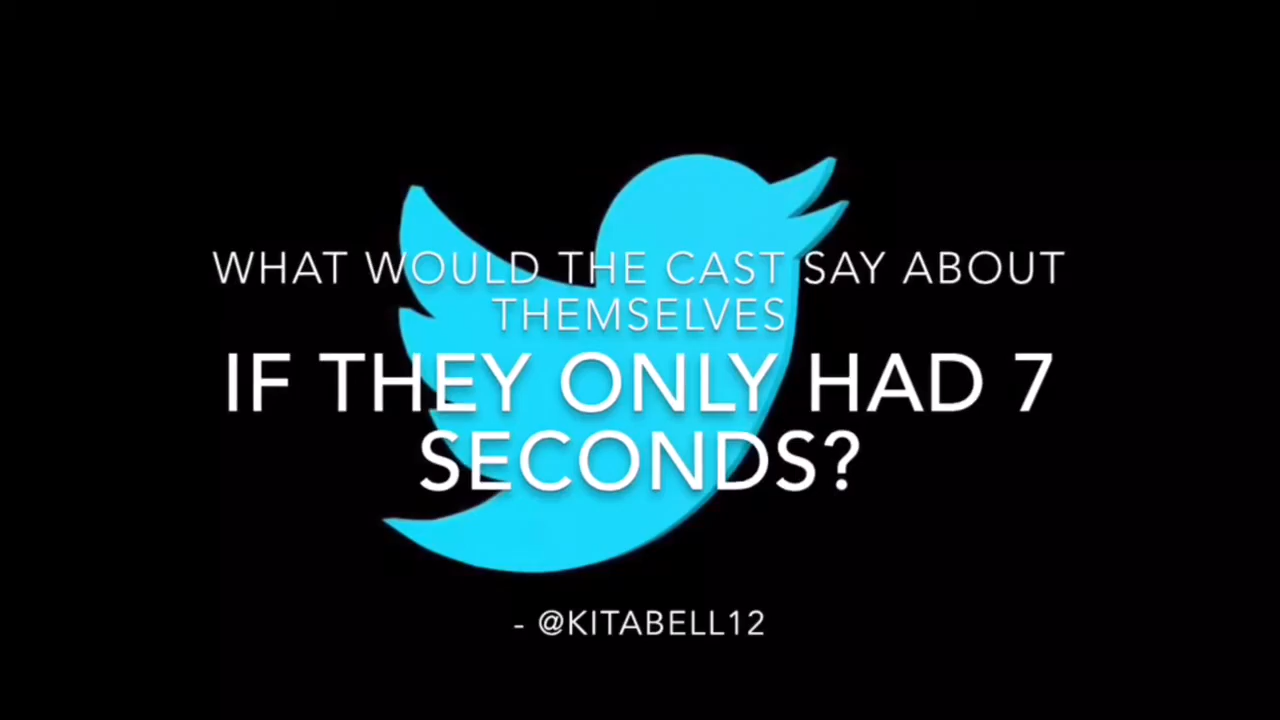 WHAT WOULD THE CAST SAY ABOUT
THEMSELVES
IF THEY ONLY HAD 7
SECONDS?
- @KITABELL12